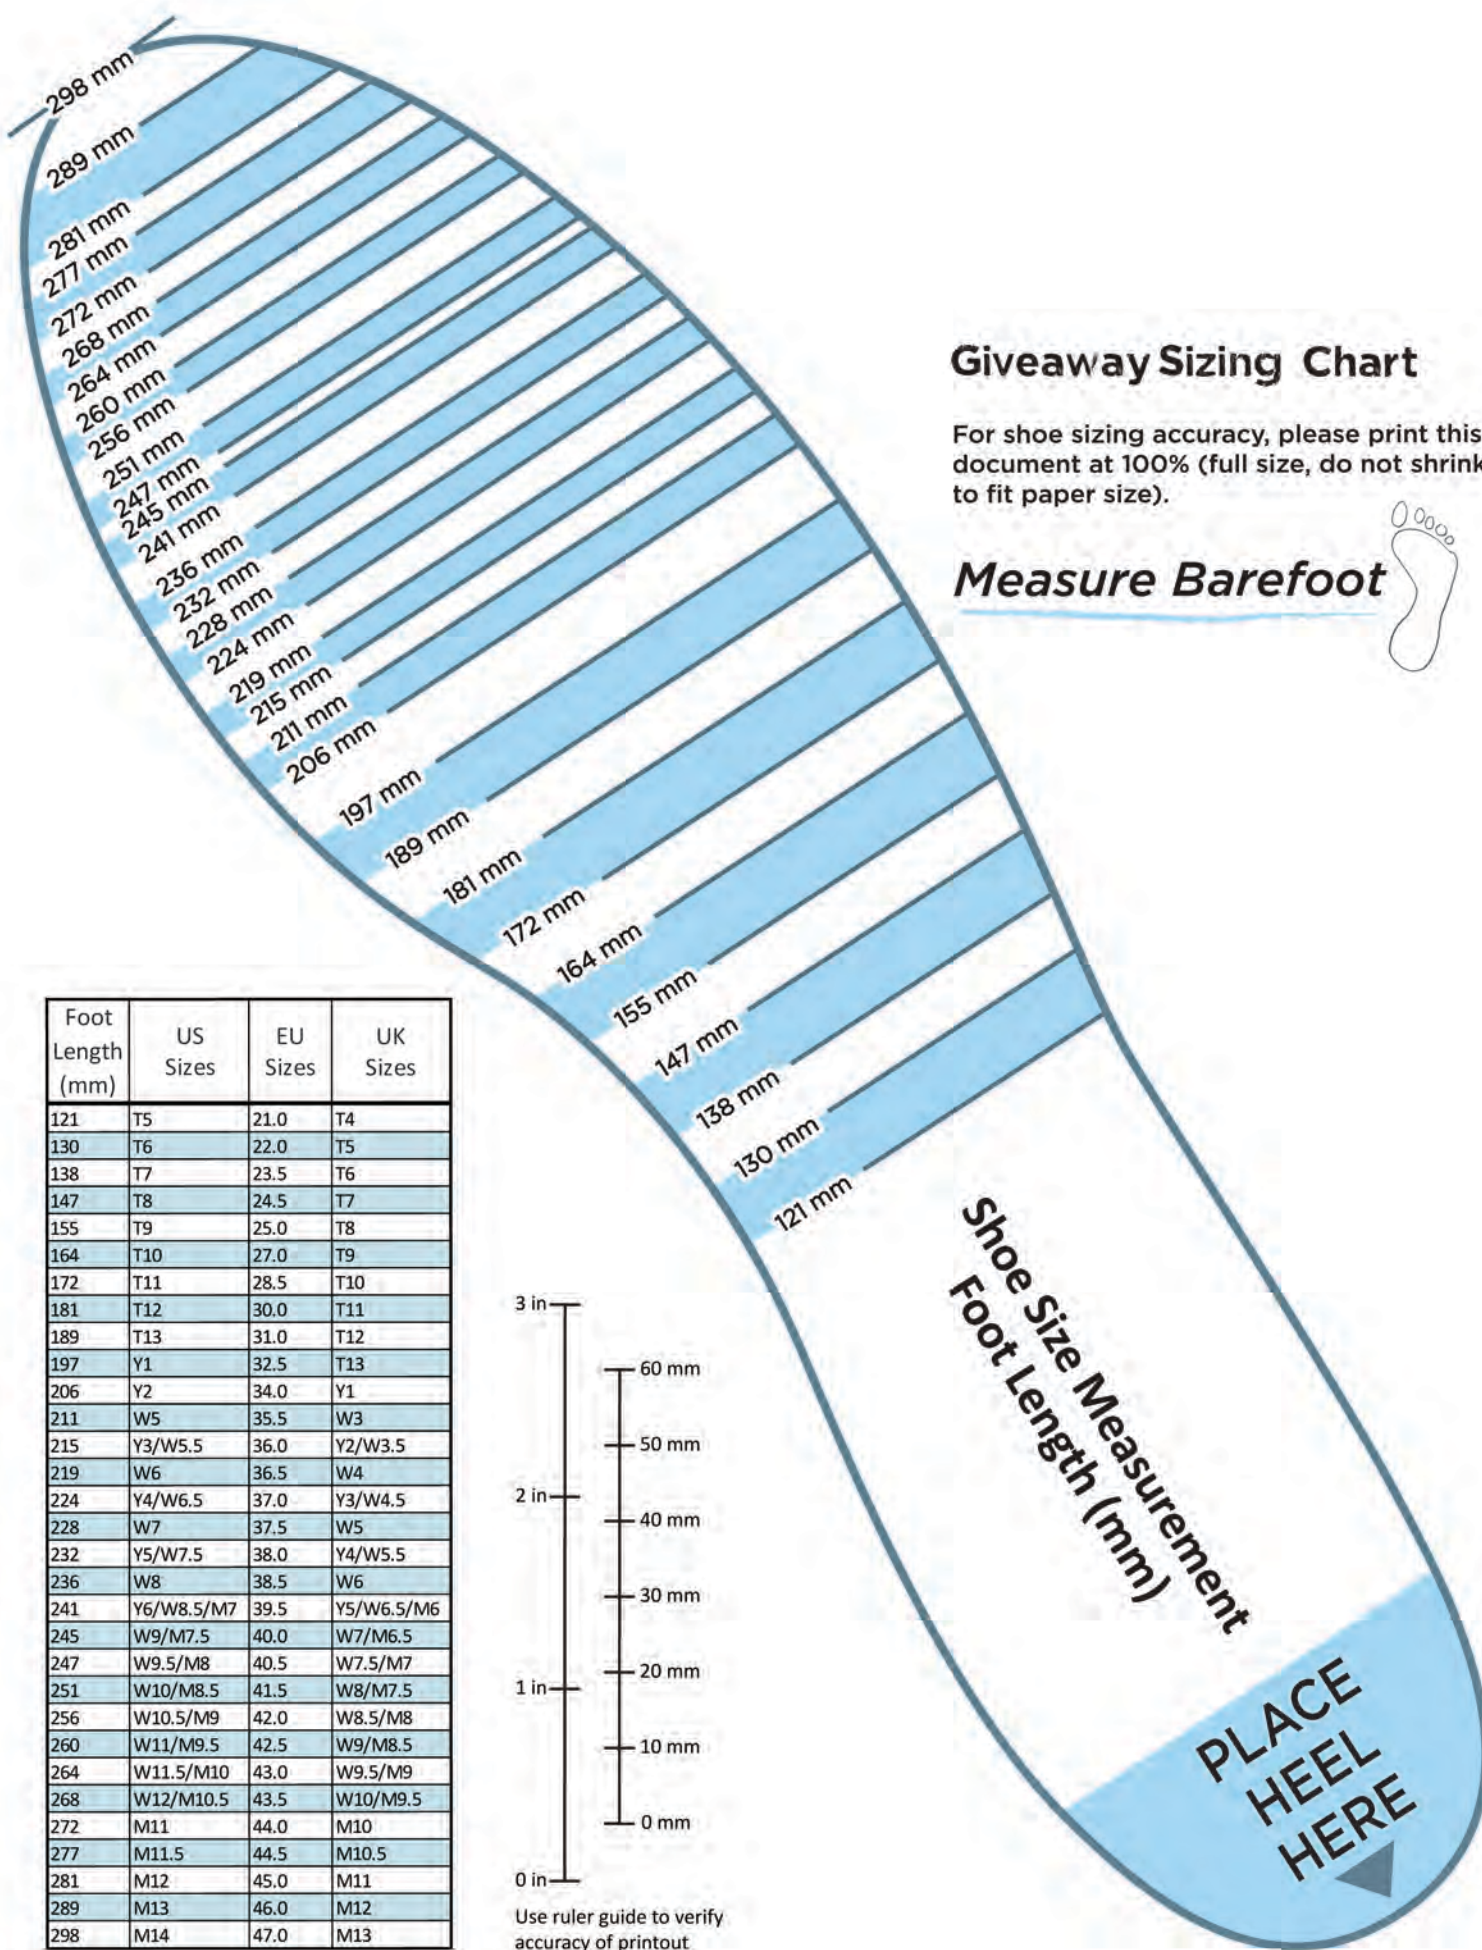 298 mm
289 mm
281 mm
277 mm
272 mm
268 mm
264 mm
260 mm
256 mm
251 mm
247 mm
245 mm
241 mm
236 mm
232 mm
228 mm
224 mm
219 mm
215 mm
211 mm
206 mm
197 mm
189 mm
181 mm
172 mm
164 mm
155 mm
147 mm
138 mm
130 mm
121 mm
Giveaway Sizing Chart
For shoe sizing accuracy, please print this
document at 100% (full size, do not shrink
to fit paper size).
Measure Barefoot
Shoe Size Measurement
Foot Length (mm)
PLACE
HEEL
HERE
Foot Length (mm) US Sizes EU Sizes UK Sizes
121 T5 21.0 T4
130 T6 22.0 T5
138 T7 23.5 T6
147 T8 24.5 T7
155 T9 25.0 T8
164 T10 27.0 T9
172 T11 28.5 T10
181 T12 30.0 T11
189 T13 31.0 T12
197 Y1 32.5 T13
206 Y2 34.0 Y1
211 W5 35.5 W3
215 Y3/W5.5 36.0 Y2/W3.5
219 W6 36.5 W4
224 Y4/W6.5 37.0 Y3/W4.5
228 W7 37.5 W5
232 Y5/W7.5 38.0 Y4/W5.5
236 W8 38.5 W6
241 Y6/W8.5/M7 39.5 Y5/W6.5/M6
245 W9/M7.5 40.0 W7/M6.5
247 W9.5/M8 40.5 W7.5/M7
251 W10/M8.5 41.5 W8/M7.5
256 W10.5/M9 42.0 W8.5/M8
260 W11/M9.5 42.5 W9/M8.5
264 W11.5/M10 43.0 W9.5/M9
268 W12/M10.5 43.5 W10/M9.5
272 M11 44.0 M10
277 M11.5 44.5 M10.5
281 M12 45.0 M11
289 M13 46.0 M12
298 M14 47.0 M13
3 in
2 in
1 in
0 in
60 mm
50 mm
40 mm
30 mm
20 mm
10 mm
0 mm
Use ruler guide to verify
accuracy of printout